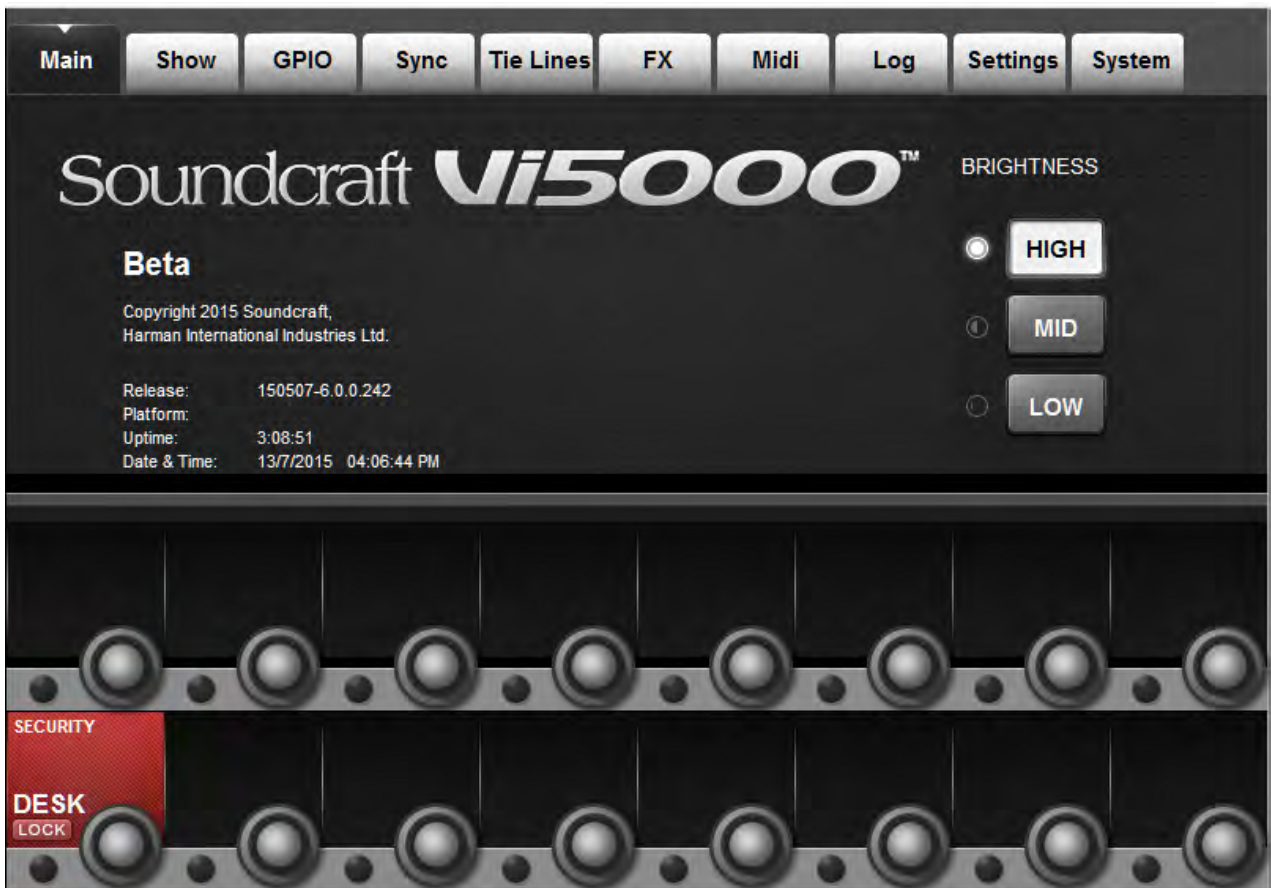 Main Show GPIO Sync Tie Lines FX Midi Log Settings System
Soundcraft Vi5000™
BRIGHTNESS
HIGH
MID
LOW
Beta
Copyright 2015 Soundcraft,
Harman International Industries Ltd.
Release: 150507-6.0.0.242
Platform:
Uptime: 3:08:51
Date & Time: 13/7/2015 04:06:44 PM
SECURITY
DESK
LOCK